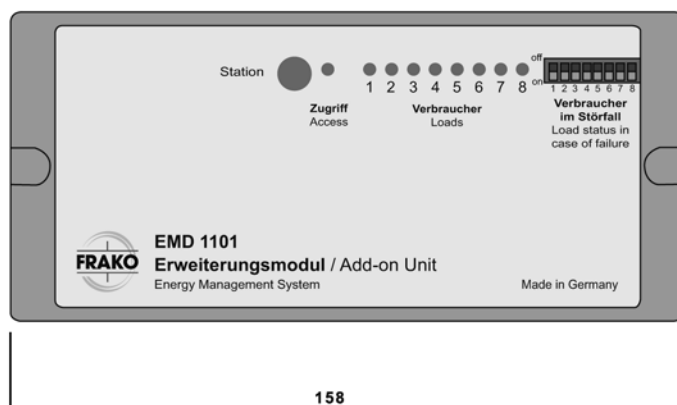 Station
1 2 3 4 5 6 7 8
Zugriff
Access
Verbraucher
Loads
off
on
1 2 3 4 5 6 7 8
Verbraucher
im Störfall
Load status in
case of failure
FRAKO
EMD 1101
Erweiterungsmodul / Add-on Unit
Energy Management System
Made in Germany
158